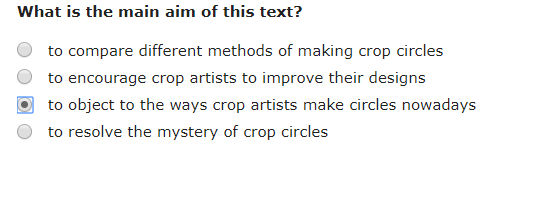 What is the main aim of this text?
to compare different methods of making crop circles
to encourage crop artists to improve their designs
to object to the ways crop artists make circles nowadays
to resolve the mystery of crop circles